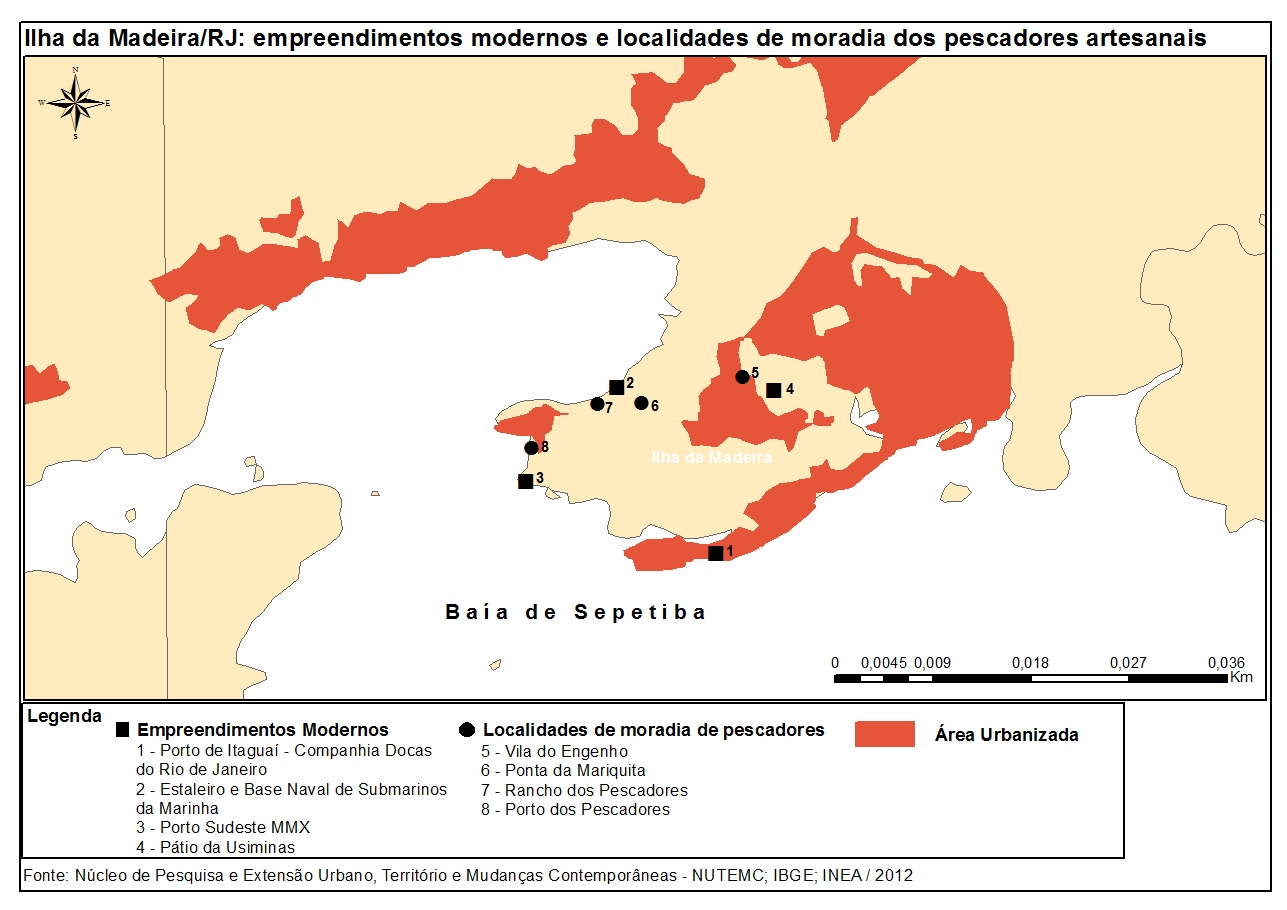 Ilha da Madeira/RJ: empreendimentos modernos e localidades de moradia dos pescadores artesanais
N
W E
S
5
2
4
7 6
8
Ilha da Madeira
3
1
Baía de Sepetiba
0 0,0045 0,009 0,018 0,027 0,036
Km
Legenda
Empreendimentos Modernos
1 - Porto de Itaguaí - Companhia Docas
do Rio de Janeiro
2 - Estaleiro e Base Naval de Submarinos
da Marinha
3 - Porto Sudeste MMX
4 - Pátio da Usiminas
Localidades de moradia de pescadores
5 - Vila do Engenho
6 - Ponta da Mariquita
7 - Rancho dos Pescadores
8 - Porto dos Pescadores
Área Urbanizada
Fonte: Núcleo de Pesquisa e Extensão Urbano, Território e Mudanças Contemporâneas - NUTEMC; IBGE; INEA / 2012